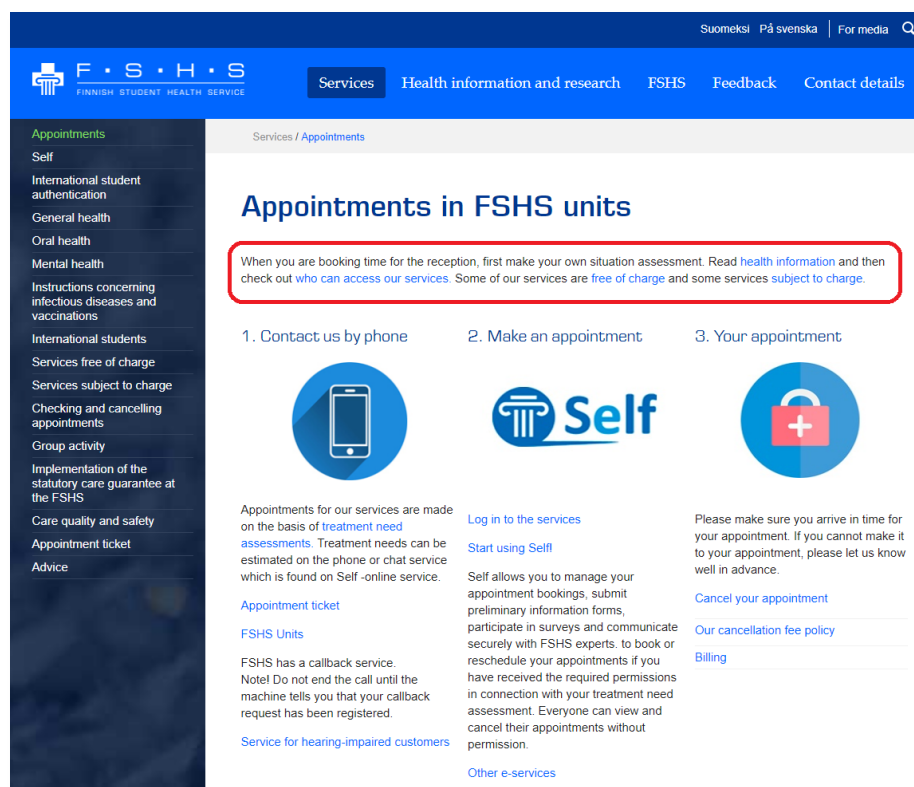 Suomeksi På svenska For media
F·S·H·S
FINNISH STUDENT HEALTH SERVICE
Services Health information and research FSHS Feedback Contact details
Appointments
Self
International student
authentication
General health
Oral health
Mental health
Instructions concerning
infectious diseases and
vaccinations
International students
Services free of charge
Services subject to charge
Checking and cancelling
appointments
Group activity
Implementation of the
statutory care guarantee at
the FSHS
Care quality and safety
Appointment ticket
Advice
Services / Appointments
Appointments in FSHS units
When you are booking time for the reception, first make your own situation assessment. Read health information and then
check out who can access our services. Some of our services are free of charge and some services subject to charge.
1. Contact us by phone
Appointments for our services are made
on the basis of treatment need
assessments. Treatment needs can be
estimated on the phone or chat service
which is found on Self -online service.
Appointment ticket
FSHS Units
FSHS has a callback service.
Note! Do not end the call until the
machine tells you that your callback
request has been registered.
Service for hearing-impaired customers
2. Make an appointment
Self
Log in to the services
Start using Self!
Self allows you to manage your
appointment bookings, submit
preliminary information forms,
participate in surveys and communicate
securely with FSHS experts. to book or
reschedule your appointments if you
have received the required permissions
in connection with your treatment need
assessment. Everyone can view and
cancel their appointments without
permission.
Other e-services
3. Your appointment
Please make sure you arrive in time for
your appointment. If you cannot make it
to your appointment, please let us know
well in advance.
Cancel your appointment
Our cancellation fee policy
Billing